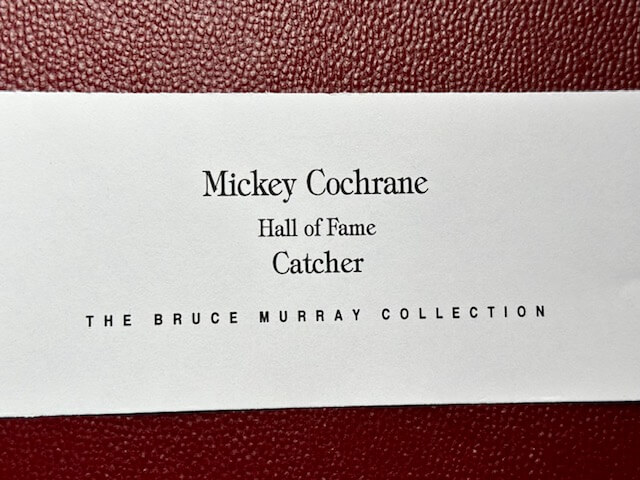 Mickey Cochrane
Hall of Fame
Catcher
THE BRUCE MURRAY COLLECTION